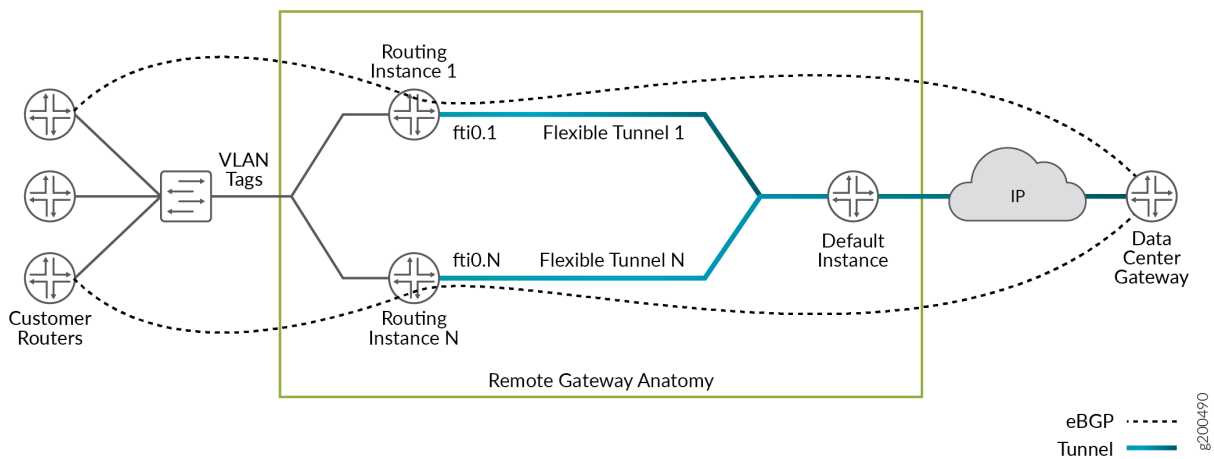 Routing
Instance 1
VLAN
Tags
fti0.1
Flexible Tunnel 1
IP
fti0.N
Flexible Tunnel N
Default
Instance
Data
Center
Gateway
Customer
Routers
Routing
Instance N
Remote Gateway Anatomy
eBGP
Tunnel
g200490